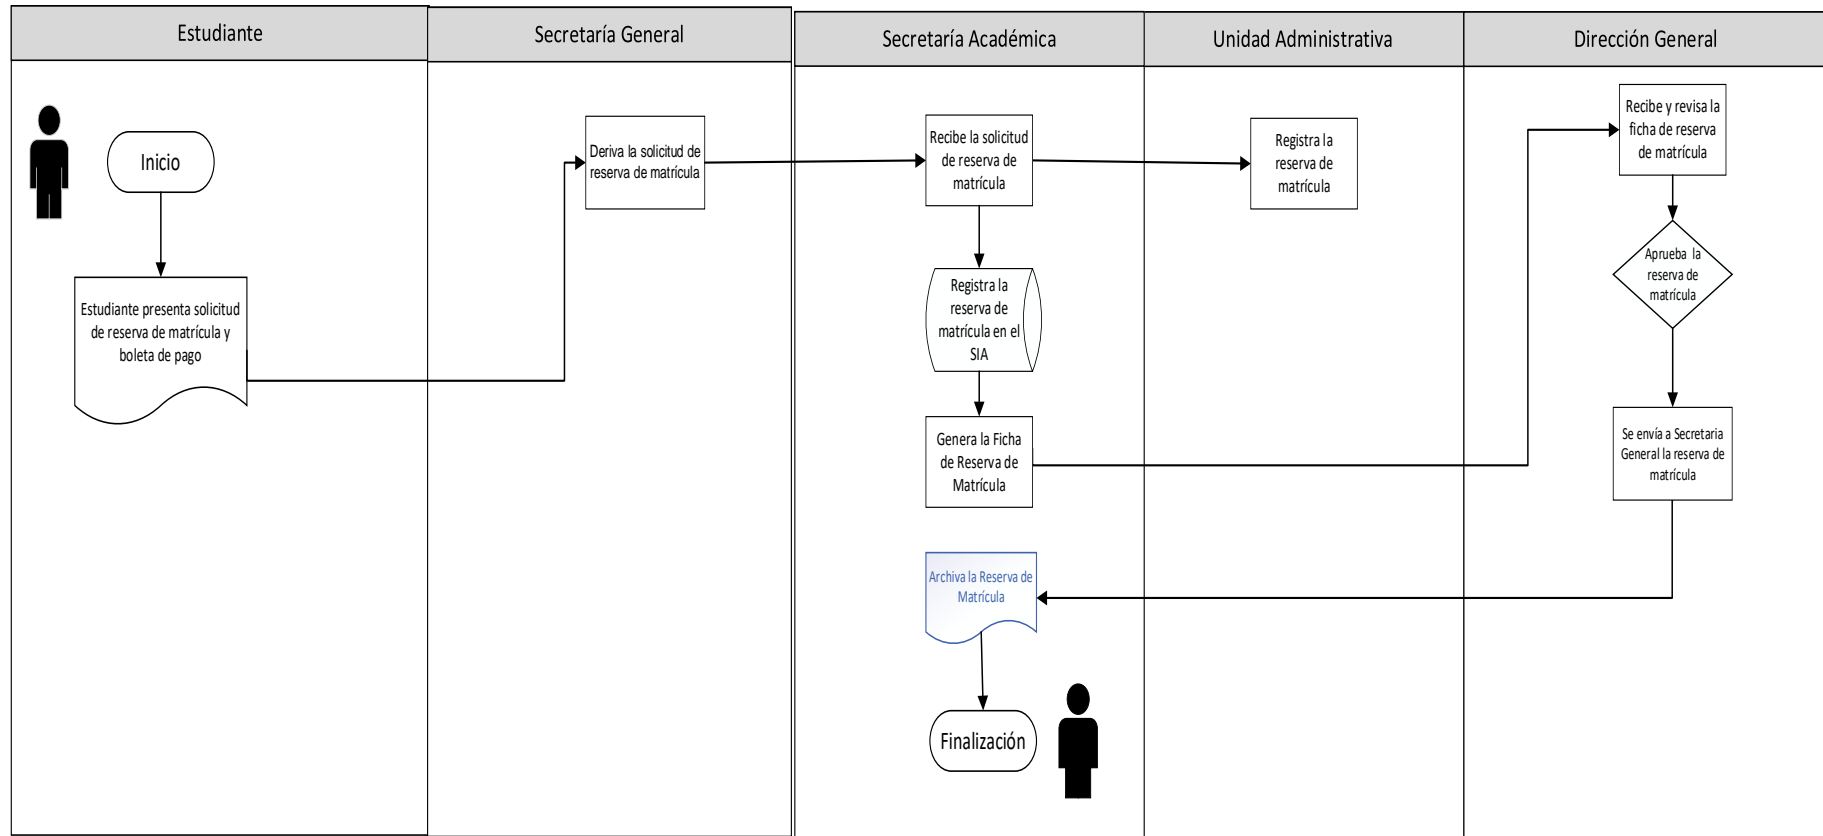 Estudiante
Secretaría General
Secretaría Académica
Unidad Administrativa
Dirección General
Inicio
Estudiante presenta solicitud
de reserva de matrícula y
boleta de pago
Deriva la solicitud de
reserva de matrícula
Recibe la solicitud
de reserva de
matrícula
Registra la
reserva de
matrícula en el
SIA
Genera la Ficha
de Reserva de
Matrícula
Archiva la Reserva de
Matrícula
Finalización
Registra la
reserva de
matrícula
Recibe y revisa la
ficha de reserva
de matrícula
Aprueba la
reserva de
matrícula
Se envía a Secretaria
General la reserva de
matrícula